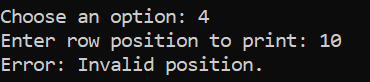 Choose an option: 4
Enter row position to print: 10
Error: Invalid position.